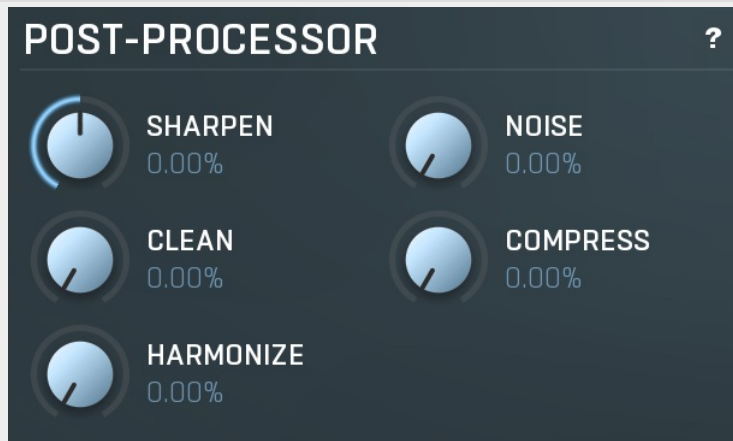 POST-PROCESSOR ?
SHARPEN NOISE
0.00% 0.00%
CLEAN COMPRESS
0.00% 0.00%
HARMONIZE
0.00%